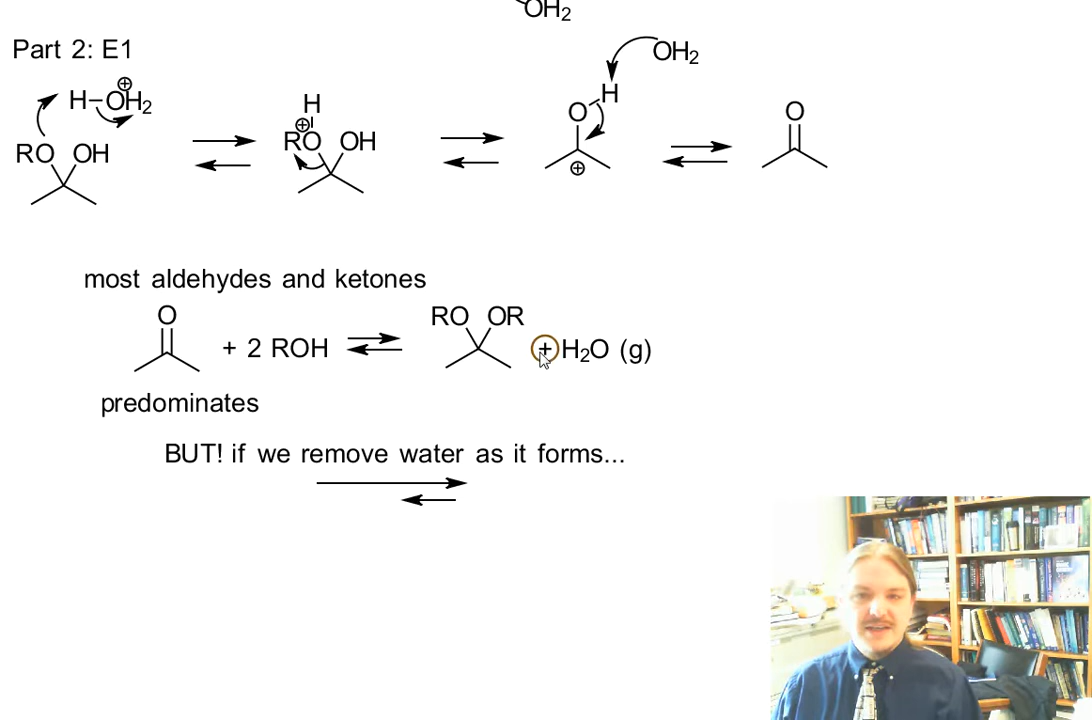 OH2
Part 2: E1
OH2
H
H–OH2
O
H
O
RO OH
RO OH
O
most aldehydes and ketones
O
+ 2 ROH
RO OR
+ H2O (g)
predominates
BUT! if we remove water as it forms...